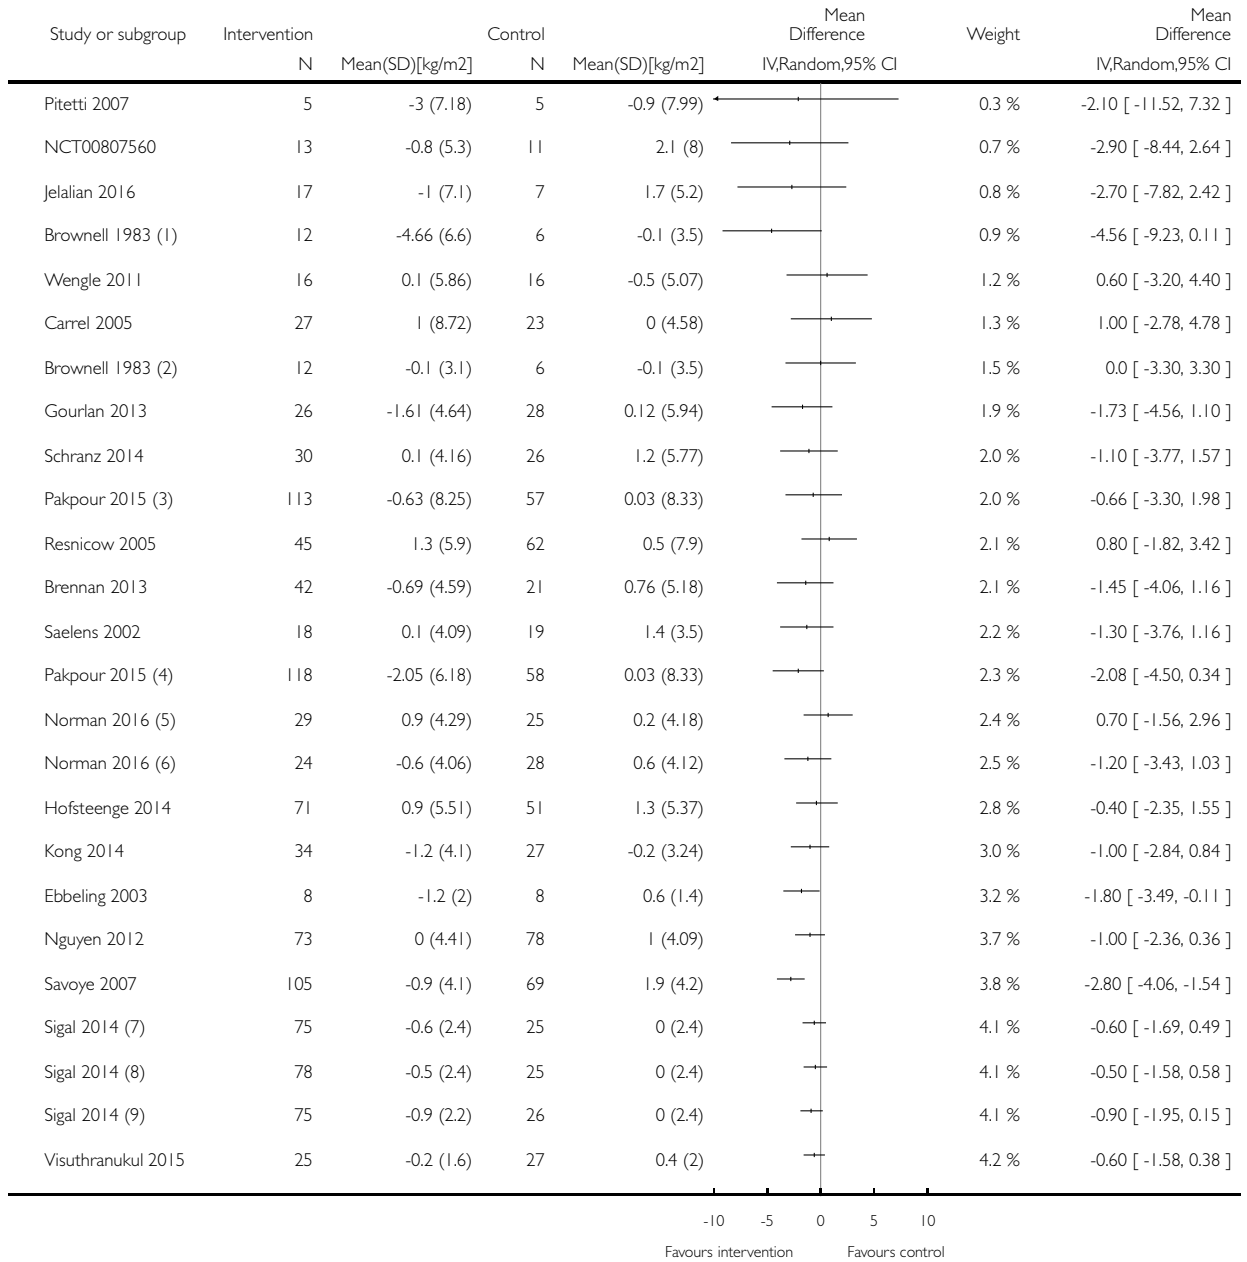 Mean Mean
Study or subgroup Intervention Control Difference Weight Difference
N Mean(SD)[kg/m2] N Mean(SD)[kg/m2] IV,Random,95% CI IV,Random,95% CI
Pitetti 2007 5 -3 (7.18) 5 -0.9 (7.99) 0.3 % -2.10 [ -11.52, 7.32 ]
NCT00807560 13 -0.8 (5.3) 11 2.1 (8) 0.7 % -2.90 [ -8.44, 2.64 ]
Jelalian 2016 17 -1 (7.1) 7 1.7 (5.2) 0.8 % -2.70 [ -7.82, 2.42 ]
Brownell 1983 (1) 12 -4.66 (6.6) 6 -0.1 (3.5) 0.9 % -4.56 [ -9.23, 0.11 ]
Wengle 2011 16 0.1 (5.86) 16 -0.5 (5.07) 1.2 % 0.60 [ -3.20, 4.40 ]
Carrel 2005 27 1 (8.72) 23 0 (4.58) 1.3 % 1.00 [ -2.78, 4.78 ]
Brownell 1983 (2) 12 -0.1 (3.1) 6 -0.1 (3.5) 1.5 % 0.0 [ -3.30, 3.30 ]
Gourlan 2013 26 -1.61 (4.64) 28 0.12 (5.94) 1.9 % -1.73 [ -4.56, 1.10 ]
Schranz 2014 30 0.1 (4.16) 26 1.2 (5.77) 2.0 % -1.10 [ -3.77, 1.57 ]
Pakpour 2015 (3) 113 -0.63 (8.25) 57 0.03 (8.33) 2.0 % -0.66 [ -3.30, 1.98 ]
Resnicow 2005 45 1.3 (5.9) 62 0.5 (7.9) 2.1 % 0.80 [ -1.82, 3.42 ]
Brennan 2013 42 -0.69 (4.59) 21 0.76 (5.18) 2.1 % -1.45 [ -4.06, 1.16 ]
Saelens 2002 18 0.1 (4.09) 19 1.4 (3.5) 2.2 % -1.30 [ -3.76, 1.16 ]
Pakpour 2015 (4) 118 -2.05 (6.18) 58 0.03 (8.33) 2.3 % -2.08 [ -4.50, 0.34 ]
Norman 2016 (5) 29 0.9 (4.29) 25 0.2 (4.18) 2.4 % 0.70 [ -1.56, 2.96 ]
Norman 2016 (6) 24 -0.6 (4.06) 28 0.6 (4.12) 2.5 % -1.20 [ -3.43, 1.03 ]
Hofsteenge 2014 71 0.9 (5.51) 51 1.3 (5.37) 2.8 % -0.40 [ -2.35, 1.55 ]
Kong 2014 34 -1.2 (4.1) 27 -0.2 (3.24) 3.0 % -1.00 [ -2.84, 0.84 ]
Ebbeling 2003 8 -1.2 (2) 8 0.6 (1.4) 3.2 % -1.80 [ -3.49, -0.11 ]
Nguyen 2012 73 0 (4.41) 78 1 (4.09) 3.7 % -1.00 [ -2.36, 0.36 ]
Savoye 2007 105 -0.9 (4.1) 69 1.9 (4.2) 3.8 % -2.80 [ -4.06, -1.54 ]
Sigal 2014 (7) 75 -0.6 (2.4) 25 0 (2.4) 4.1 % -0.60 [ -1.69, 0.49 ]
Sigal 2014 (8) 78 -0.5 (2.4) 25 0 (2.4) 4.1 % -0.50 [ -1.58, 0.58 ]
Sigal 2014 (9) 75 -0.9 (2.2) 26 0 (2.4) 4.1 % -0.90 [ -1.95, 0.15 ]
Visuthranukul 2015 25 -0.2 (1.6) 27 0.4 (2) 4.2 % -0.60 [ -1.58, 0.38 ]
-10 -5 0 5 10
Favours intervention Favours control